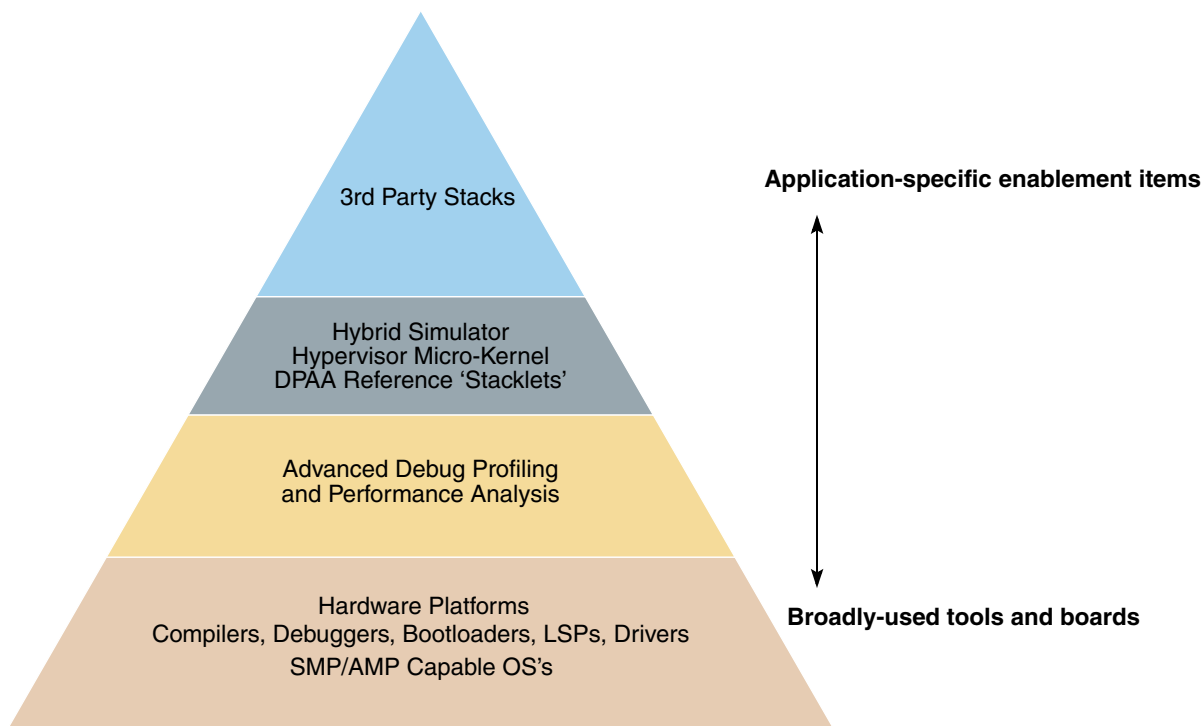 3rd Party Stacks
Application-specific enablement items
Hybrid Simulator
Hypervisor Micro-Kernel
DPAA Reference ‘Stacklets’
Advanced Debug Profiling
and Performance Analysis
Hardware Platforms
Compilers, Debuggers, Bootloaders, LSPs, Drivers
SMP/AMP Capable OS's
Broadly-used tools and boards